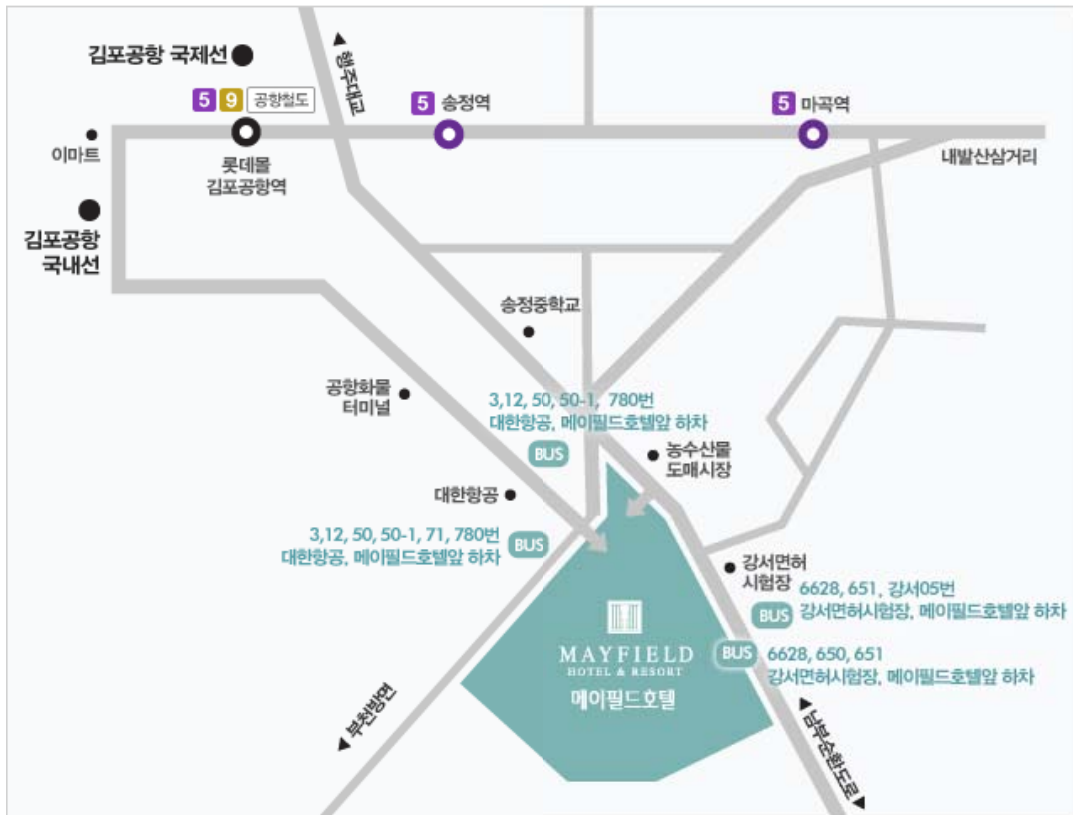 김포공항 국제선
행주대교
5 9 공항철도
5 송정역
5 마곡역
이마트
롯데몰
김포공항역
내발산삼거리
김포공항
국내선
송정중학교
공항화물
터미널
3,12, 50, 50-1, 780번
대한항공, 메이필드호텔앞 하차
BUS
농수산물
도매시장
대한항공
3,12, 50, 50-1, 71, 780번
대한항공, 메이필드호텔앞 하차
BUS
강서면허
시험장
6628, 651, 강서05번
BUS
강서면허시험장, 메이필드호텔앞 하차
MAYFIELD
HOTEL & RESORT
메이필드호텔
BUS
6628, 650, 651
강서면허시험장, 메이필드호텔앞 하차
부천방면
남부순환도로